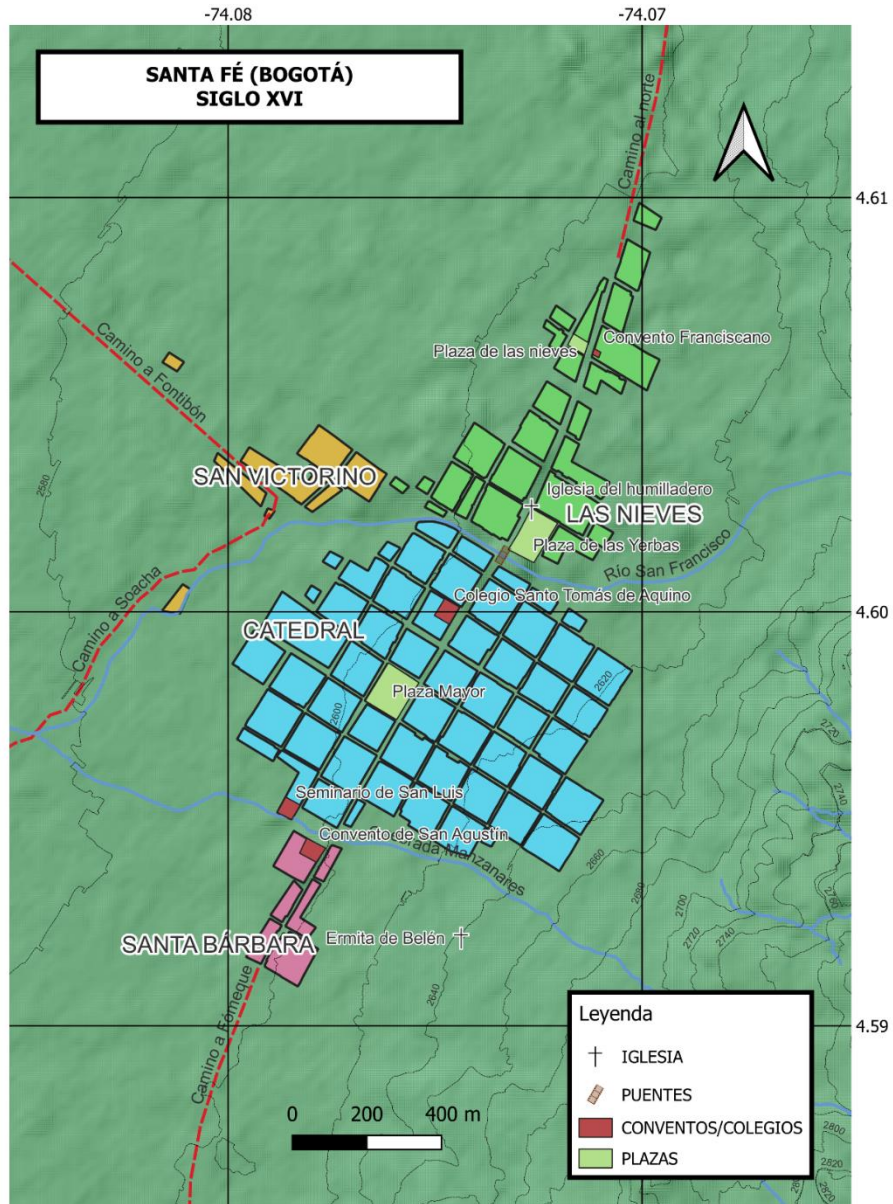 -74.08
-74.07
SANTA FÉ (BOGOTÁ)
SIGLO XVI
Camino al norte
4.61
Convento Franciscano
Plaza de las nieves
Camino a Fontibón
2580
SAN VICTORINO
Iglesia del humilladero
LAS NIEVES
Plaza de las Yerbas
Río San Francisco
Camino a Soacha
Colegio Santo Tomás de Aquino
4.60
CATEDRAL
2620
Plaza Mayor
2600
2720
2740
Seminario de San Luis
Convento de San Agustin
rada Manzanares
2660
2680
2700
2720
2740
2760
SANTA BÁRBARA
Ermita de Belén
2640
Camino a Fómeque
4.59
Leyenda
IGLESIA
PUENTES
CONVENTOS/COLEGIOS
PLAZAS
0 200 400 m
2800
2820
2820